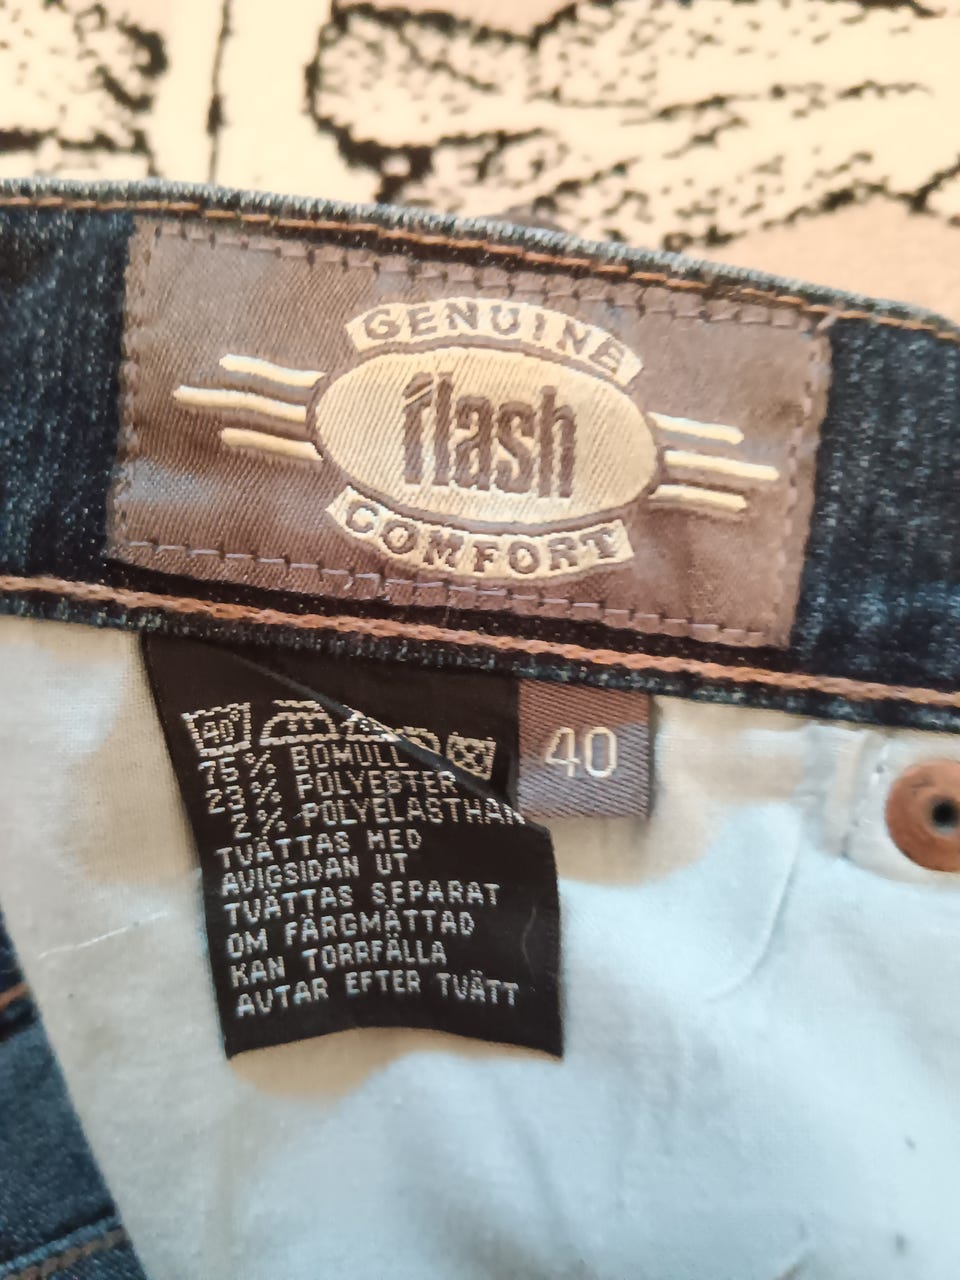 GENUINE
flash
COMFORT
40
40°
75% BOMULL
23% POLYESTER
2% POLYELASTHAN
TVÄTTAS MED
AVIGSIDAN UT
TVÄTTAS SEPARAT
OM FÄRGMÄTTAD
KAN TORRFÄLLA
AVTAR EFTER TVÄTT